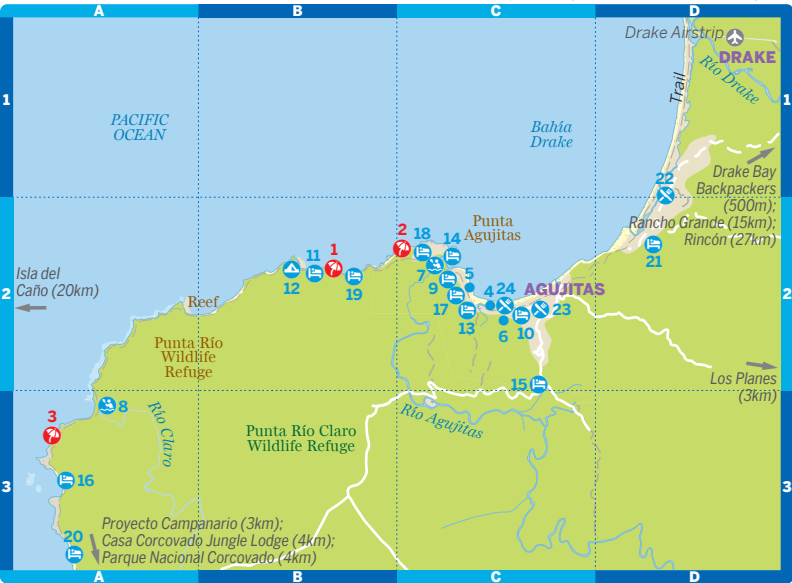 A
B
C
D
Drake Airstrip
DRAKE
Río Drake
Trail
1
1
PACIFIC
OCEAN
Bahía
Drake
Drake Bay
Backpackers
(500m);
Rancho Grande (15km);
Rincón (27km)
22
21
Punta
Agujitas
2
18
14
7
5
9
4
24
AGUJITAS
17
13
6
10
23
11
1
12
19
Isla del
Caño (20km)
2
2
Reef
Punta Río
Wildlife
Refuge
Los Planes
(3km)
15
8
3
Río Claro
Punta Río Claro
Wildlife Refuge
Río Agujitas
16
3
3
20
Proyecto Campanario (3km);
Casa Corcovado Jungle Lodge (4km);
Parque Nacional Corcovado (4km)
A
B
C
D